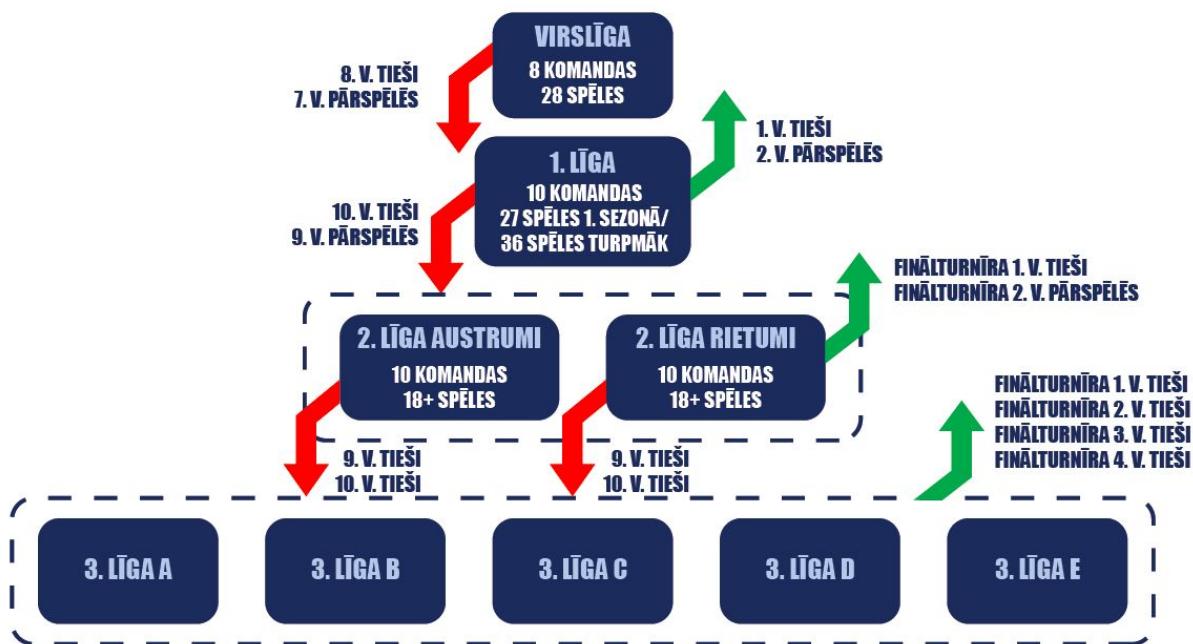 VIRSLĪGA
8 KOMANDAS
28 SPĒLES
8. V. TIEŠI
7. V. PĀRSPĒLĒS
1. V. TIEŠI
2. V. PĀRSPĒLĒS
1. LĪGA
10 KOMANDAS
27 SPĒLES 1. SEZONĀ/
36 SPĒLES TURPMĀK
10. V. TIEŠI
9. V. PĀRSPĒLĒS
FINĀLTURNĪRA 1. V. TIEŠI
FINĀLTURNĪRA 2. V. PĀRSPĒLĒS
2. LĪGA AUSTRUMI
10 KOMANDAS
18+ SPĒLES
2. LĪGA RIETUMI
10 KOMANDAS
18+ SPĒLES
FINĀLTURNĪRA 1. V. TIEŠI
FINĀLTURNĪRA 2. V. TIEŠI
FINĀLTURNĪRA 3. V. TIEŠI
FINĀLTURNĪRA 4. V. TIEŠI
9. V. TIEŠI
10. V. TIEŠI
9. V. TIEŠI
10. V. TIEŠI
3. LĪGA A
3. LĪGA B
3. LĪGA C
3. LĪGA D
3. LĪGA E